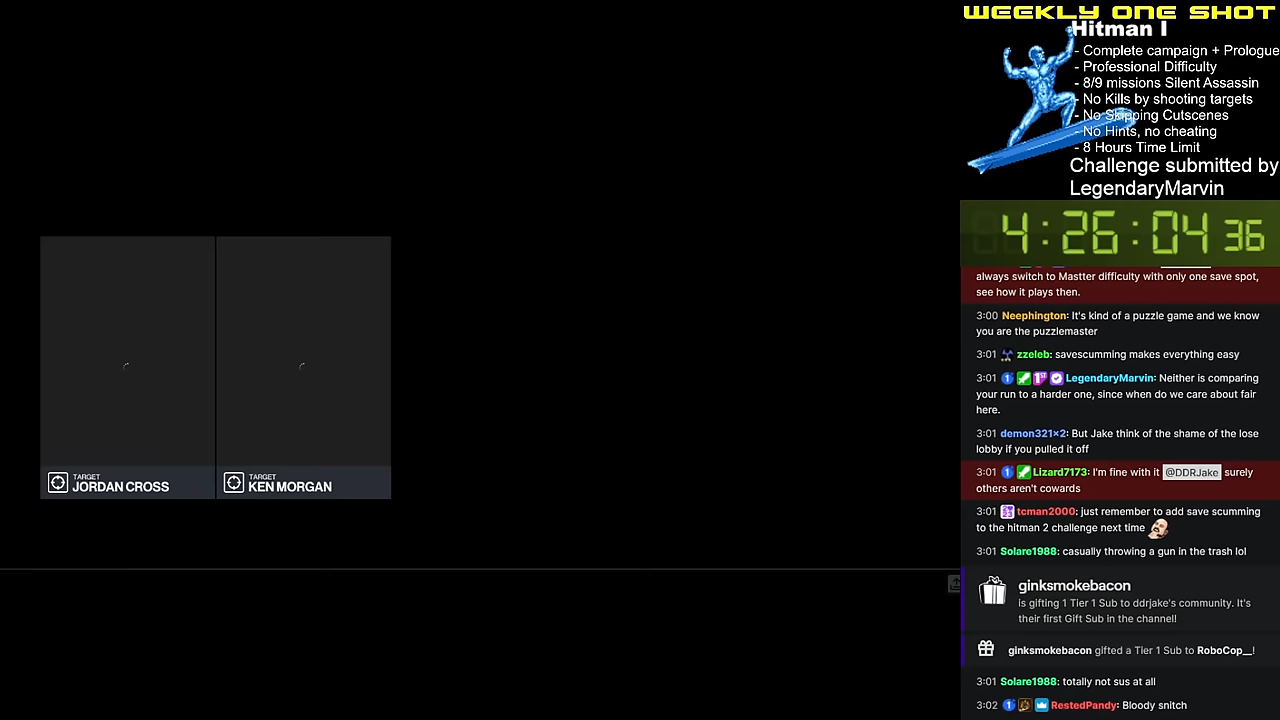 WEEKLY ONE SHOT
Hitman I
- Complete campaign + Prologue
- Professional Difficulty
- 8/9 missions Silent Assassin
- No Kills by shooting targets
- No Skipping Cutscenes
- No Hints, no cheating
- 8 Hours Time Limit
Challenge submitted by
LegendaryMarvin
4:26:04 36
always switch to Mastter difficulty with only one save spot,
see how it plays then.
3:00 Neephington: It's kind of a puzzle game and we know
you are the puzzlemaster
3:01 zzeleb: savescumming makes everything easy
3:01 LegendaryMarvin: Neither is comparing
your run to a harder one, since when do we care about fair
here.
3:01 demon321x2: But Jake think of the shame of the lose
lobby if you pulled it off
3:01 Lizard7173: I'm fine with it @DDRJake surely
others aren't cowards
3:01 tcman2000: just remember to add save scumming
to the hitman 2 challenge next time
3:01 Solare1988: casually throwing a gun in the trash lol
ginksmokebacon
is gifting 1 Tier 1 Sub to ddrjake's community. It's
their first Gift Sub in the channel
ginksmokebacon gifted a Tier 1 Sub to RoboCop__!
3:01 Solare1988: totally not sus at all
3:02 RestedPandy: Bloody snitch
TARGET
JORDAN CROSS
TARGET
KEN MORGAN